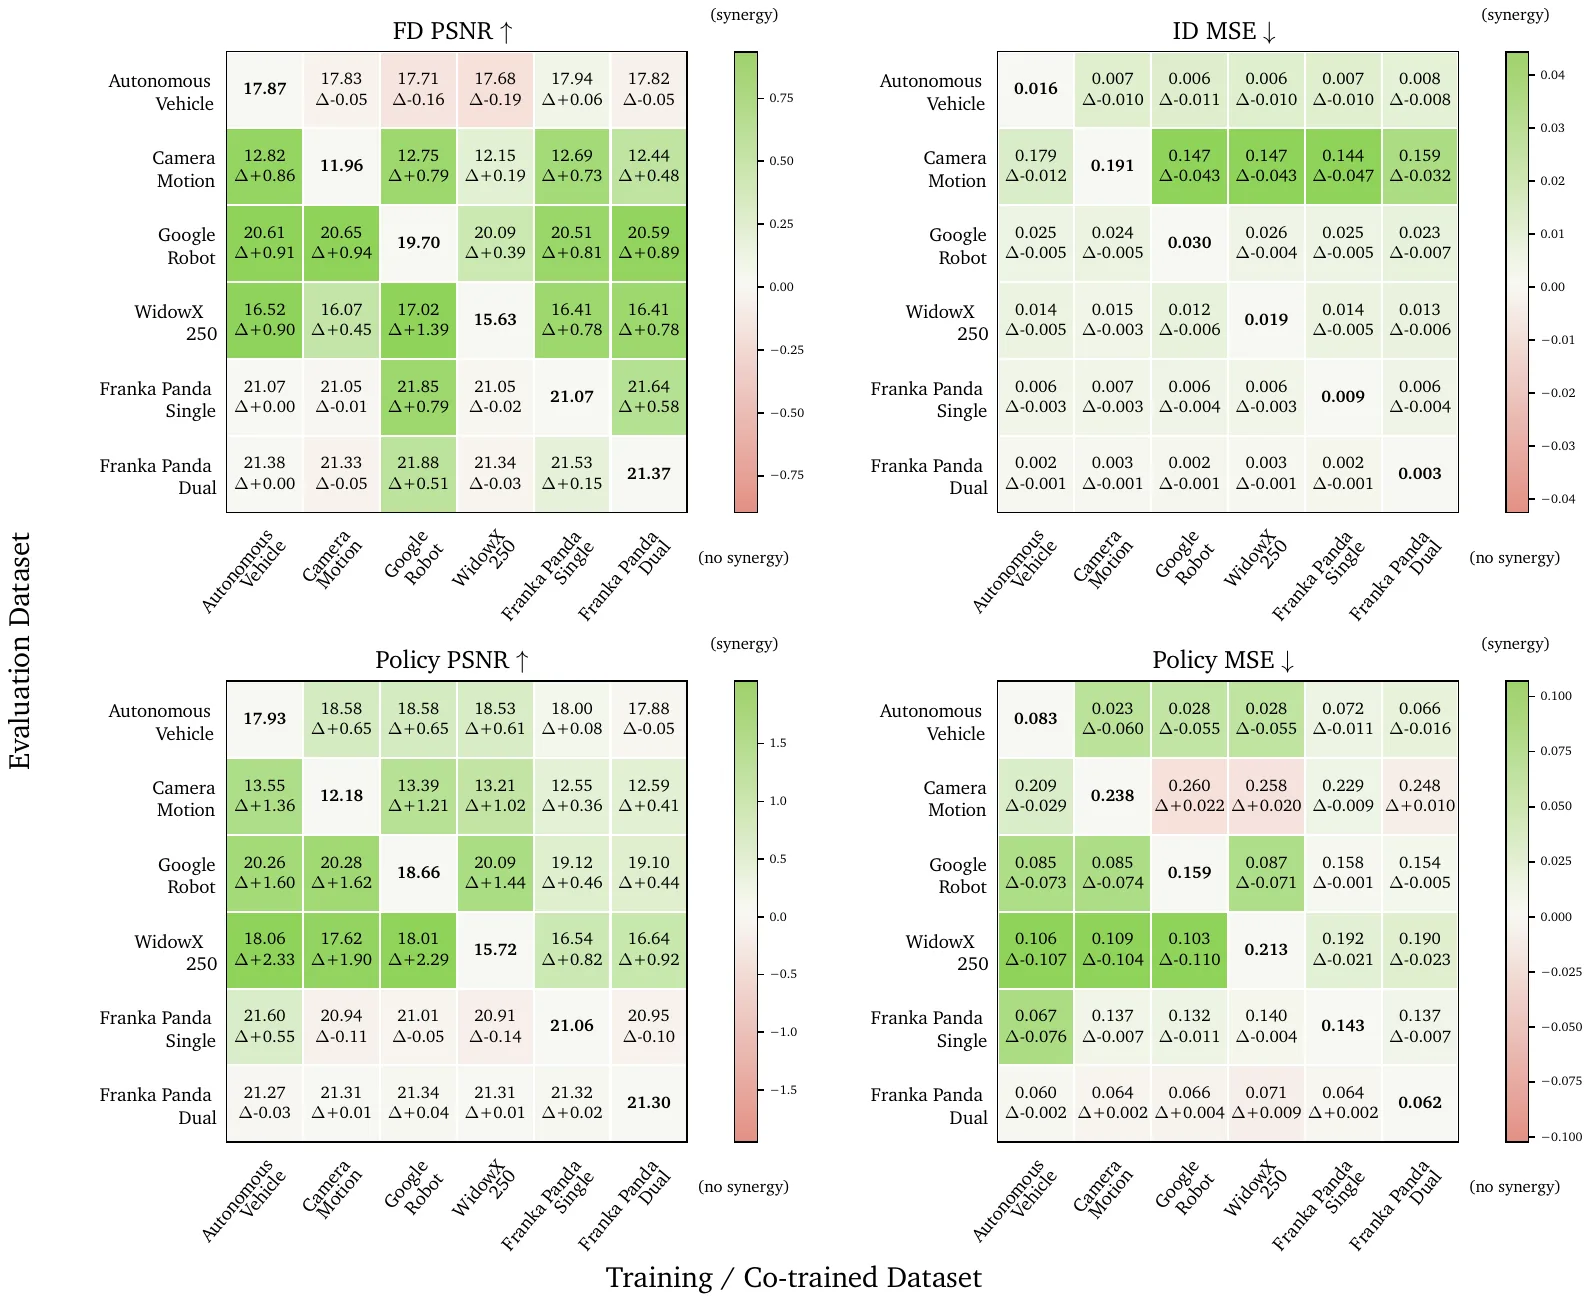 (synergy)
FD PSNR ↑
Autonomous
Vehicle
17.87
17.83
Δ-0.05
17.71
Δ-0.16
17.68
Δ-0.19
17.94
Δ+0.06
17.82
Δ-0.05
Camera
Motion
12.82
Δ+0.86
11.96
12.75
Δ+0.79
12.15
Δ+0.19
12.69
Δ+0.73
12.44
Δ+0.48
Google
Robot
20.61
Δ+0.91
20.65
Δ+0.94
19.70
20.09
Δ+0.39
20.51
Δ+0.81
20.59
Δ+0.89
WidowX
250
16.52
Δ+0.90
16.07
Δ+0.45
17.02
Δ+1.39
15.63
16.41
Δ+0.78
16.41
Δ+0.78
Franka Panda
Single
21.07
Δ+0.00
21.05
Δ-0.01
21.85
Δ+0.79
21.05
Δ-0.02
21.07
21.64
Δ+0.58
Franka Panda
Dual
21.38
Δ+0.00
21.33
Δ-0.05
21.88
Δ+0.51
21.34
Δ-0.03
21.53
Δ+0.15
21.37
0.75
0.50
0.25
0.00
−0.25
−0.50
−0.75
Autonomous
Vehicle
Camera
Motion
Google
Robot
WidowX
250
Franka Panda
Single
Franka Panda
Dual
(no synergy)
(synergy)
ID MSE ↓
Autonomous
Vehicle
0.016
0.007
Δ-0.010
0.006
Δ-0.011
0.006
Δ-0.010
0.007
Δ-0.010
0.008
Δ-0.008
Camera
Motion
0.179
Δ-0.012
0.191
0.147
Δ-0.043
0.147
Δ-0.043
0.144
Δ-0.047
0.159
Δ-0.032
Google
Robot
0.025
Δ-0.005
0.024
Δ-0.005
0.030
0.026
Δ-0.004
0.025
Δ-0.005
0.023
Δ-0.007
WidowX
250
0.014
Δ-0.005
0.015
Δ-0.003
0.012
Δ-0.006
0.019
0.014
Δ-0.005
0.013
Δ-0.006
Franka Panda
Single
0.006
Δ-0.003
0.007
Δ-0.003
0.006
Δ-0.004
0.006
Δ-0.003
0.009
0.006
Δ-0.004
Franka Panda
Dual
0.002
Δ-0.001
0.003
Δ-0.001
0.002
Δ-0.001
0.003
Δ-0.001
0.002
Δ-0.001
0.003
0.04
0.03
0.02
0.01
0.00
−0.01
−0.02
−0.03
−0.04
Autonomous
Vehicle
Camera
Motion
Google
Robot
WidowX
250
Franka Panda
Single
Franka Panda
Dual
(no synergy)
Evaluation Dataset
(synergy)
Policy PSNR ↑
Autonomous
Vehicle
17.93
18.58
Δ+0.65
18.58
Δ+0.65
18.53
Δ+0.61
18.00
Δ+0.08
17.88
Δ-0.05
Camera
Motion
13.55
Δ+1.36
12.18
13.39
Δ+1.21
13.21
Δ+1.02
12.55
Δ+0.36
12.59
Δ+0.41
Google
Robot
20.26
Δ+1.60
20.28
Δ+1.62
18.66
20.09
Δ+1.44
19.12
Δ+0.46
19.10
Δ+0.44
WidowX
250
18.06
Δ+2.33
17.62
Δ+1.90
18.01
Δ+2.29
15.72
16.54
Δ+0.82
16.64
Δ+0.92
Franka Panda
Single
21.60
Δ+0.55
20.94
Δ-0.11
21.01
Δ-0.05
20.91
Δ-0.14
21.06
20.95
Δ-0.10
Franka Panda
Dual
21.27
Δ-0.03
21.31
Δ+0.01
21.34
Δ+0.04
21.31
Δ+0.01
21.32
Δ+0.02
21.30
1.5
1.0
0.5
0.0
−0.5
−1.0
−1.5
Autonomous
Vehicle
Camera
Motion
Google
Robot
WidowX
250
Franka Panda
Single
Franka Panda
Dual
(no synergy)
(synergy)
Policy MSE ↓
Autonomous
Vehicle
0.083
0.023
Δ-0.060
0.028
Δ-0.055
0.028
Δ-0.055
0.072
Δ-0.011
0.066
Δ-0.016
Camera
Motion
0.209
Δ-0.029
0.238
0.260
Δ+0.022
0.258
Δ+0.020
0.229
Δ-0.009
0.248
Δ+0.010
Google
Robot
0.085
Δ-0.073
0.085
Δ-0.074
0.159
0.087
Δ-0.071
0.158
Δ-0.001
0.154
Δ-0.005
WidowX
250
0.106
Δ-0.107
0.109
Δ-0.104
0.103
Δ-0.110
0.213
0.192
Δ-0.021
0.190
Δ-0.023
Franka Panda
Single
0.067
Δ-0.076
0.137
Δ-0.007
0.132
Δ-0.011
0.140
Δ-0.004
0.143
0.137
Δ-0.007
Franka Panda
Dual
0.060
Δ-0.002
0.064
Δ+0.002
0.066
Δ+0.004
0.071
Δ+0.009
0.064
Δ+0.002
0.062
0.100
0.075
0.050
0.025
0.000
−0.025
−0.050
−0.075
−0.100
Autonomous
Vehicle
Camera
Motion
Google
Robot
WidowX
250
Franka Panda
Single
Franka Panda
Dual
(no synergy)
Training / Co-trained Dataset